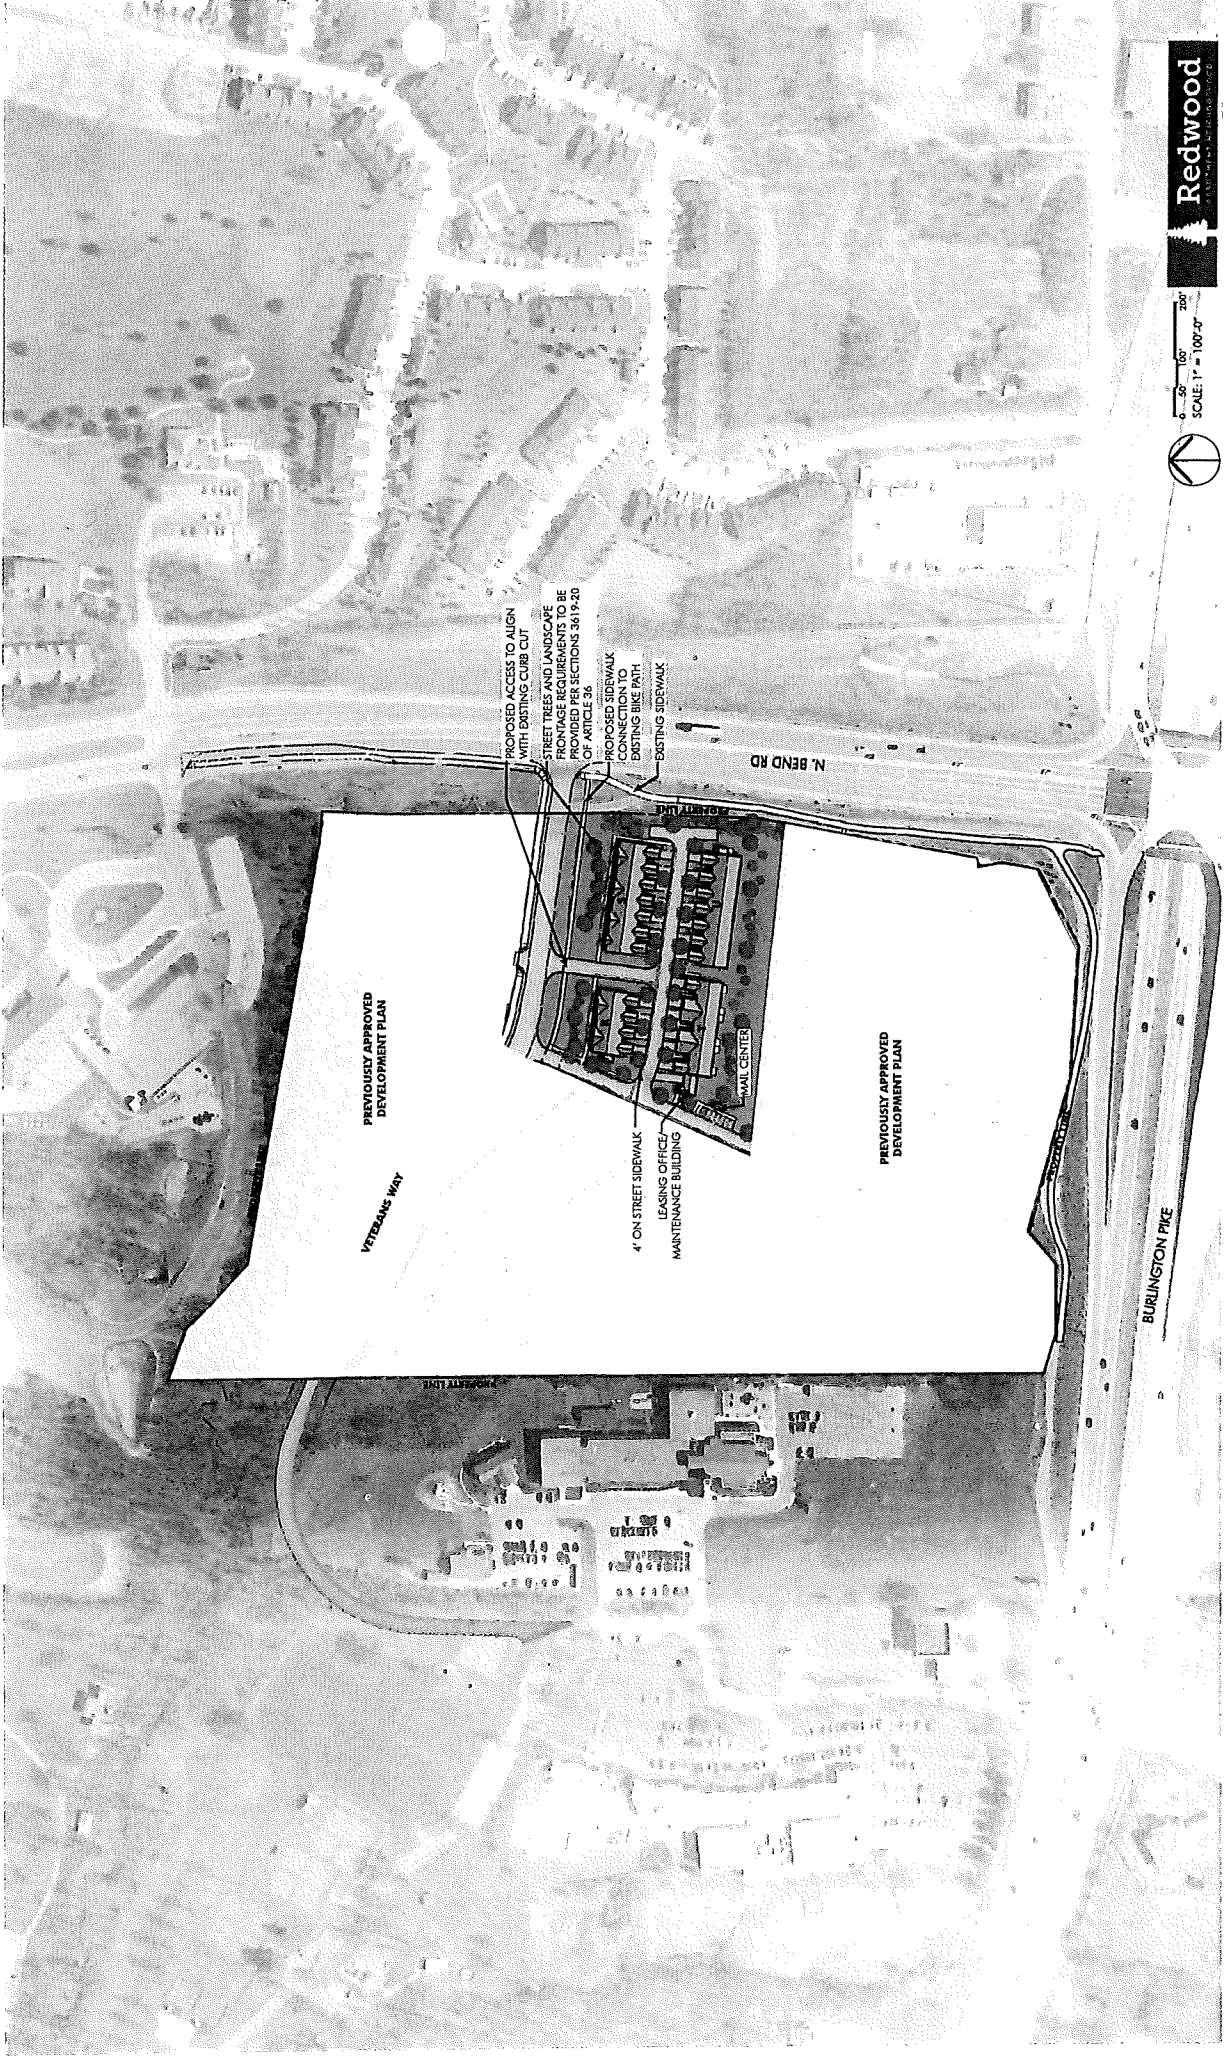 PROPOSED ACCESS TO ALIGN
WITH EXISTING CURB CUT
STREET TREES AND LANDSCAPE
FRONTAGE REQUIREMENTS TO BE
PROVIDED PER SECTIONS 3619-20
OF ARTICLE 36
PROPOSED SIDEWALK
CONNECTION TO
EXISTING BIKE PATH
EXISTING SIDEWALK
N. BEND RD
PROPERTY LINE
PREVIOUSLY APPROVED
DEVELOPMENT PLAN
VETERANS WAY
4' ON STREET SIDEWALK
LEASING OFFICE/
MAINTENANCE BUILDING
MAIL CENTER
PREVIOUSLY APPROVED
DEVELOPMENT PLAN
PROPERTY LINE
PROPERTY LINE
BURLINGTON PIKE
0 50' 100' 200'
SCALE: 1" = 100'-0"
Redwood